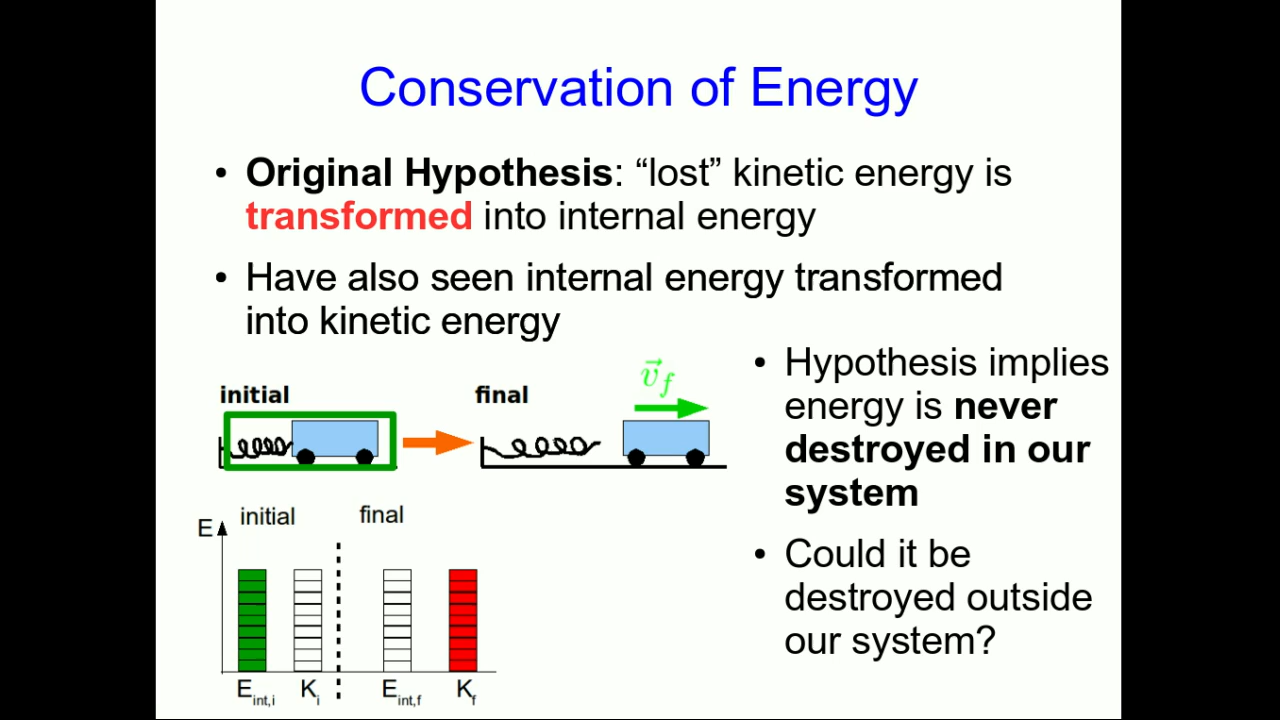 Conservation of Energy
• Original Hypothesis: “lost” kinetic energy is
transformed into internal energy
• Have also seen internal energy transformed
into kinetic energy
• Hypothesis implies
energy is never
destroyed in our
system
• Could it be
destroyed outside
our system?
initial
final
v⃗f
E
initial
final
Eint,i
Ki
Eint,f
Kf